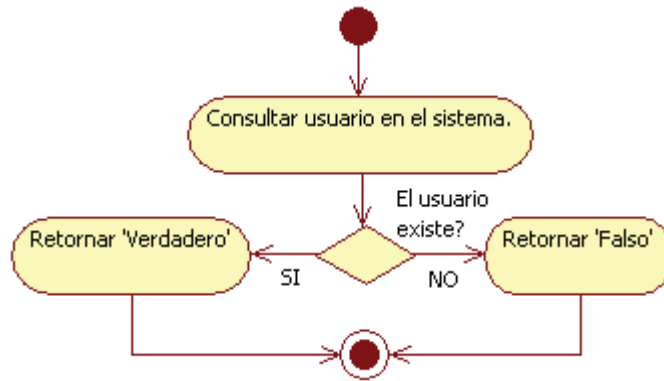 Consultar usuario en el sistema.
El usuario
existe?
Retornar 'Verdadero'
Retornar 'Falso'
SI
NO